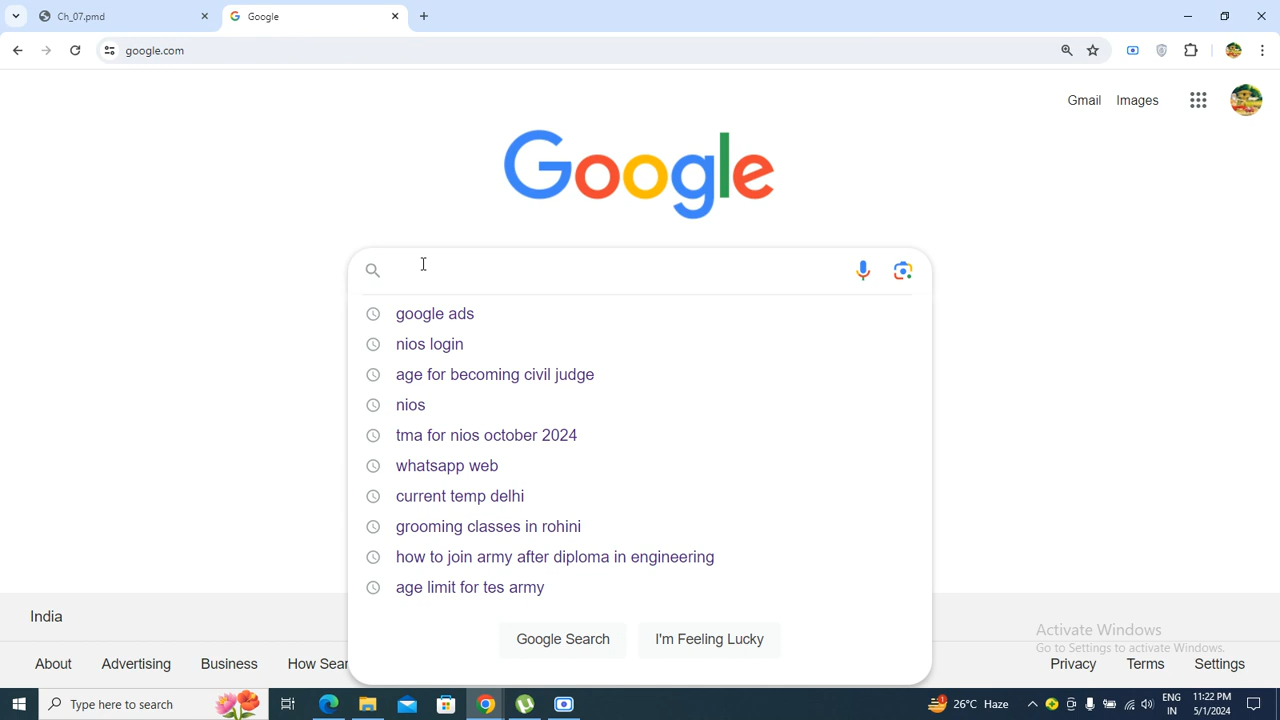 Ch_07.pmd
Google
google.com
Gmail Images
Google
google ads
nios login
age for becoming civil judge
nios
tma for nios october 2024
whatsapp web
current temp delhi
grooming classes in rohini
how to join army after diploma in engineering
age limit for tes army
Google Search I'm Feeling Lucky
India
Activate Windows
Go to Settings to activate Windows.
About Advertising Business How Sear Privacy Terms Settings
Type here to search
26°C Haze
ENG
IN
11:22 PM
5/1/2024